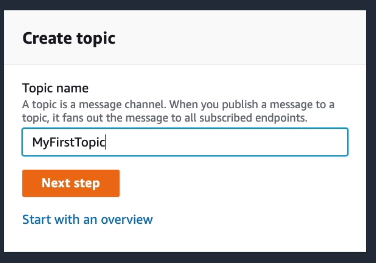 Create topic
Topic name
A topic is a message channel. When you publish a message to a
topic, it fans out the message to all subscribed endpoints.
MyFirstTopic
Next step
Start with an overview